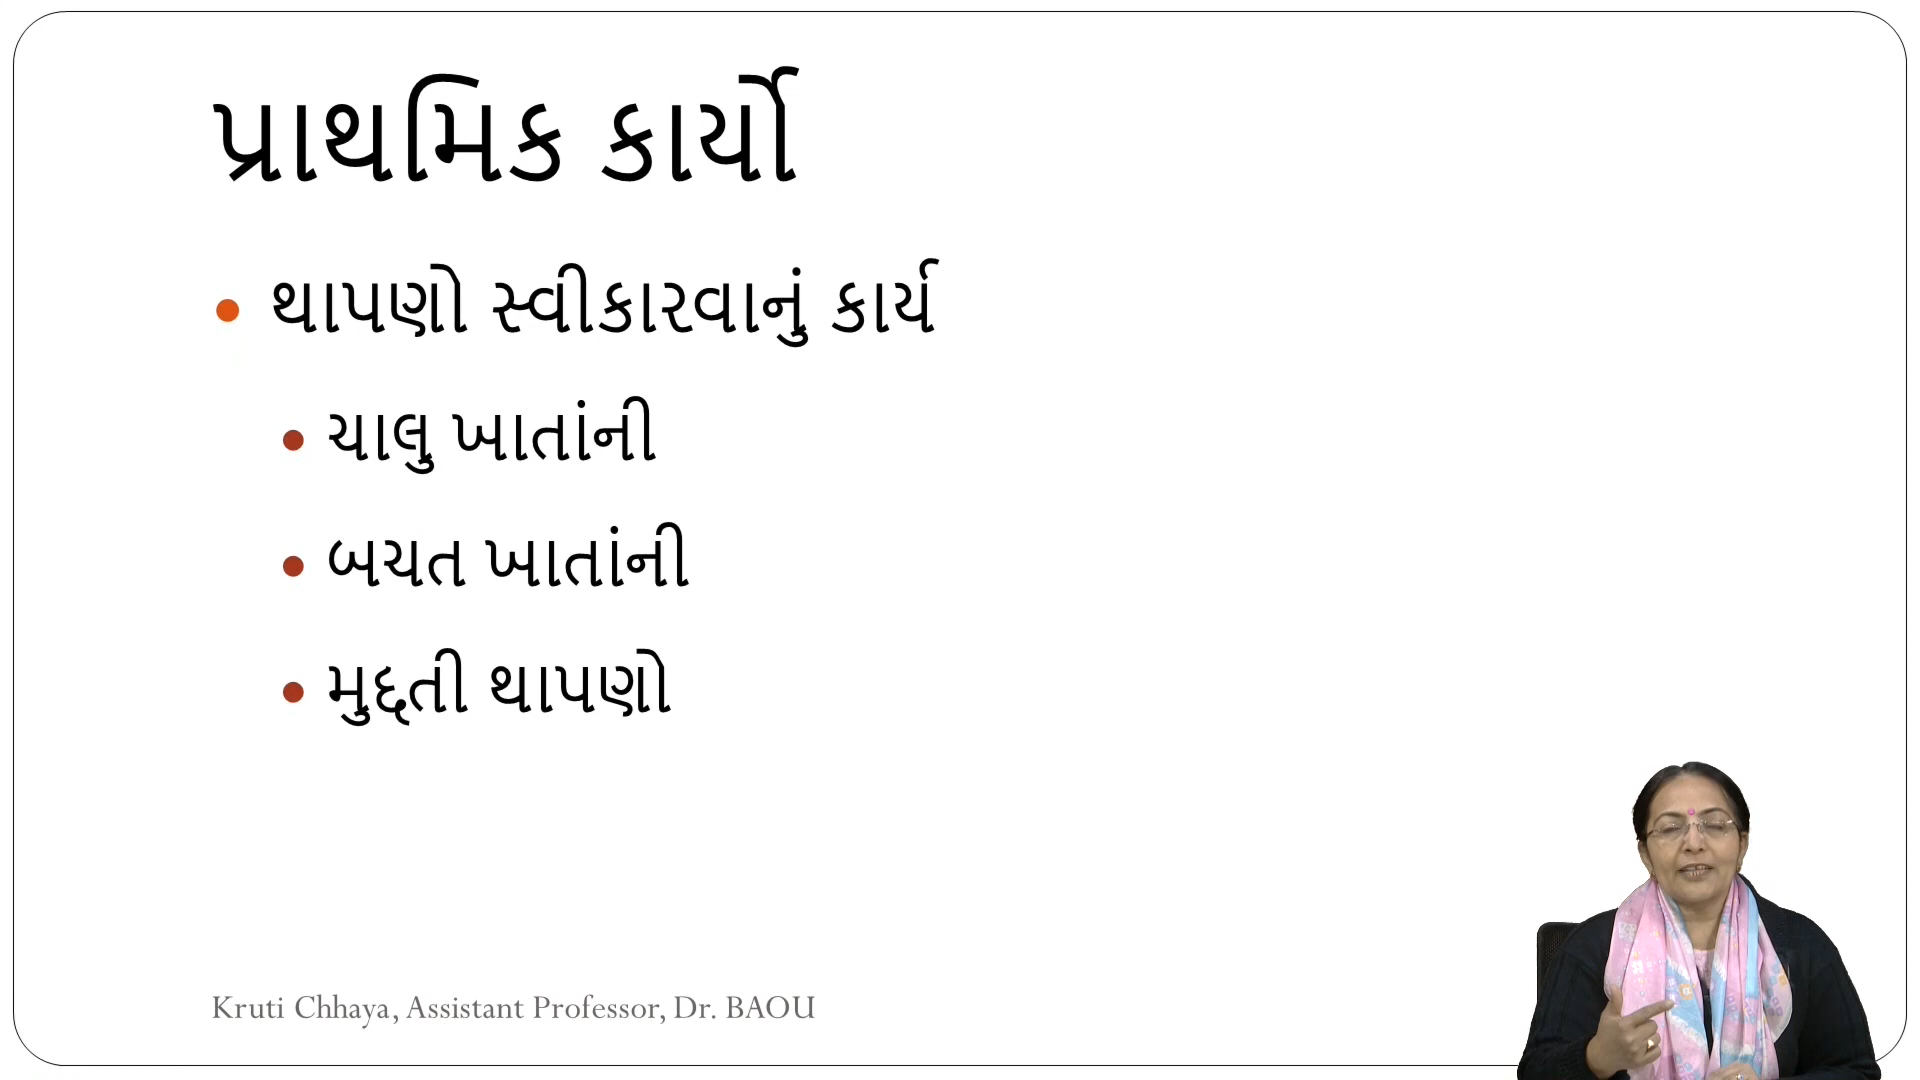 પ્રાથમિક કાર્યો
થાપણો સ્વીકારવાનું કાર્ય
ચાલુ ખાતાંની
બચત ખાતાંની
મુદ્દતી થાપણો
Kruti Chhaya, Assistant Professor, Dr. BAOU